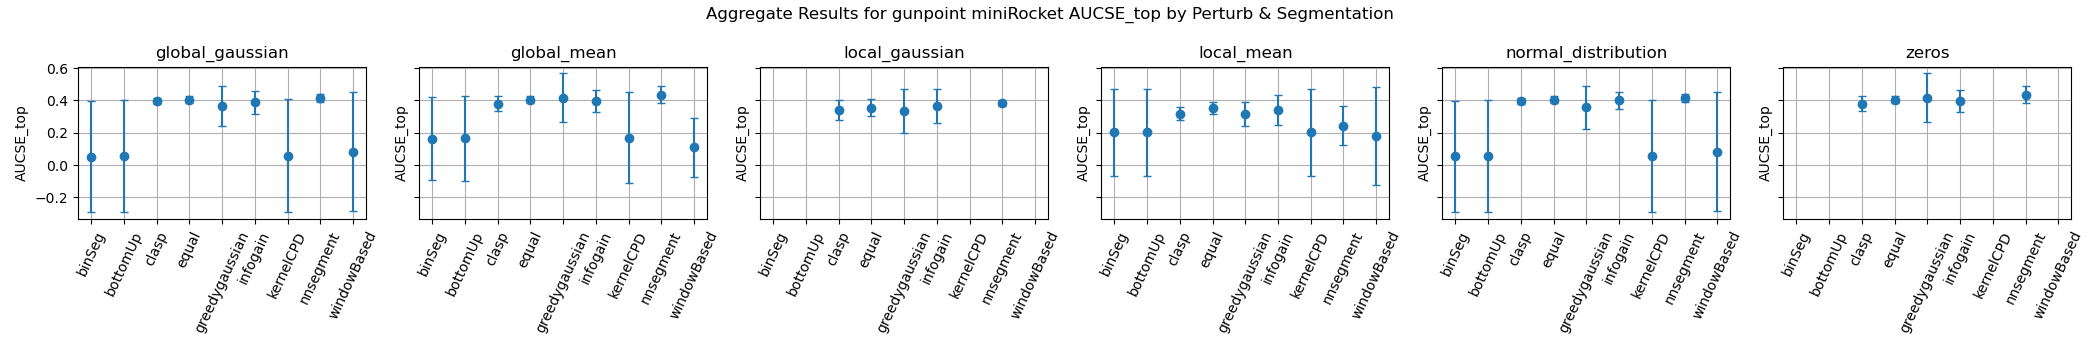 Aggregate Results for gunpoint miniRocket AUCSE_top by Perturb & Segmentation
global_gaussian
global_mean
local_gaussian
local_mean
normal_distribution
zeros
0.6
0.4
0.2
0.0
−0.2
AUCSE_top
AUCSE_top
AUCSE_top
AUCSE_top
AUCSE_top
AUCSE_top
binSeg
bottomUp
clasp
equal
greedygaussian
infogain
kernelCPD
nnsegment
windowBased
binSeg
bottomUp
clasp
equal
greedygaussian
infogain
kernelCPD
nnsegment
windowBased
binSeg
bottomUp
clasp
equal
greedygaussian
infogain
kernelCPD
nnsegment
windowBased
binSeg
bottomUp
clasp
equal
greedygaussian
infogain
kernelCPD
nnsegment
windowBased
binSeg
bottomUp
clasp
equal
greedygaussian
infogain
kernelCPD
nnsegment
windowBased
binSeg
bottomUp
clasp
equal
greedygaussian
infogain
kernelCPD
nnsegment
windowBased